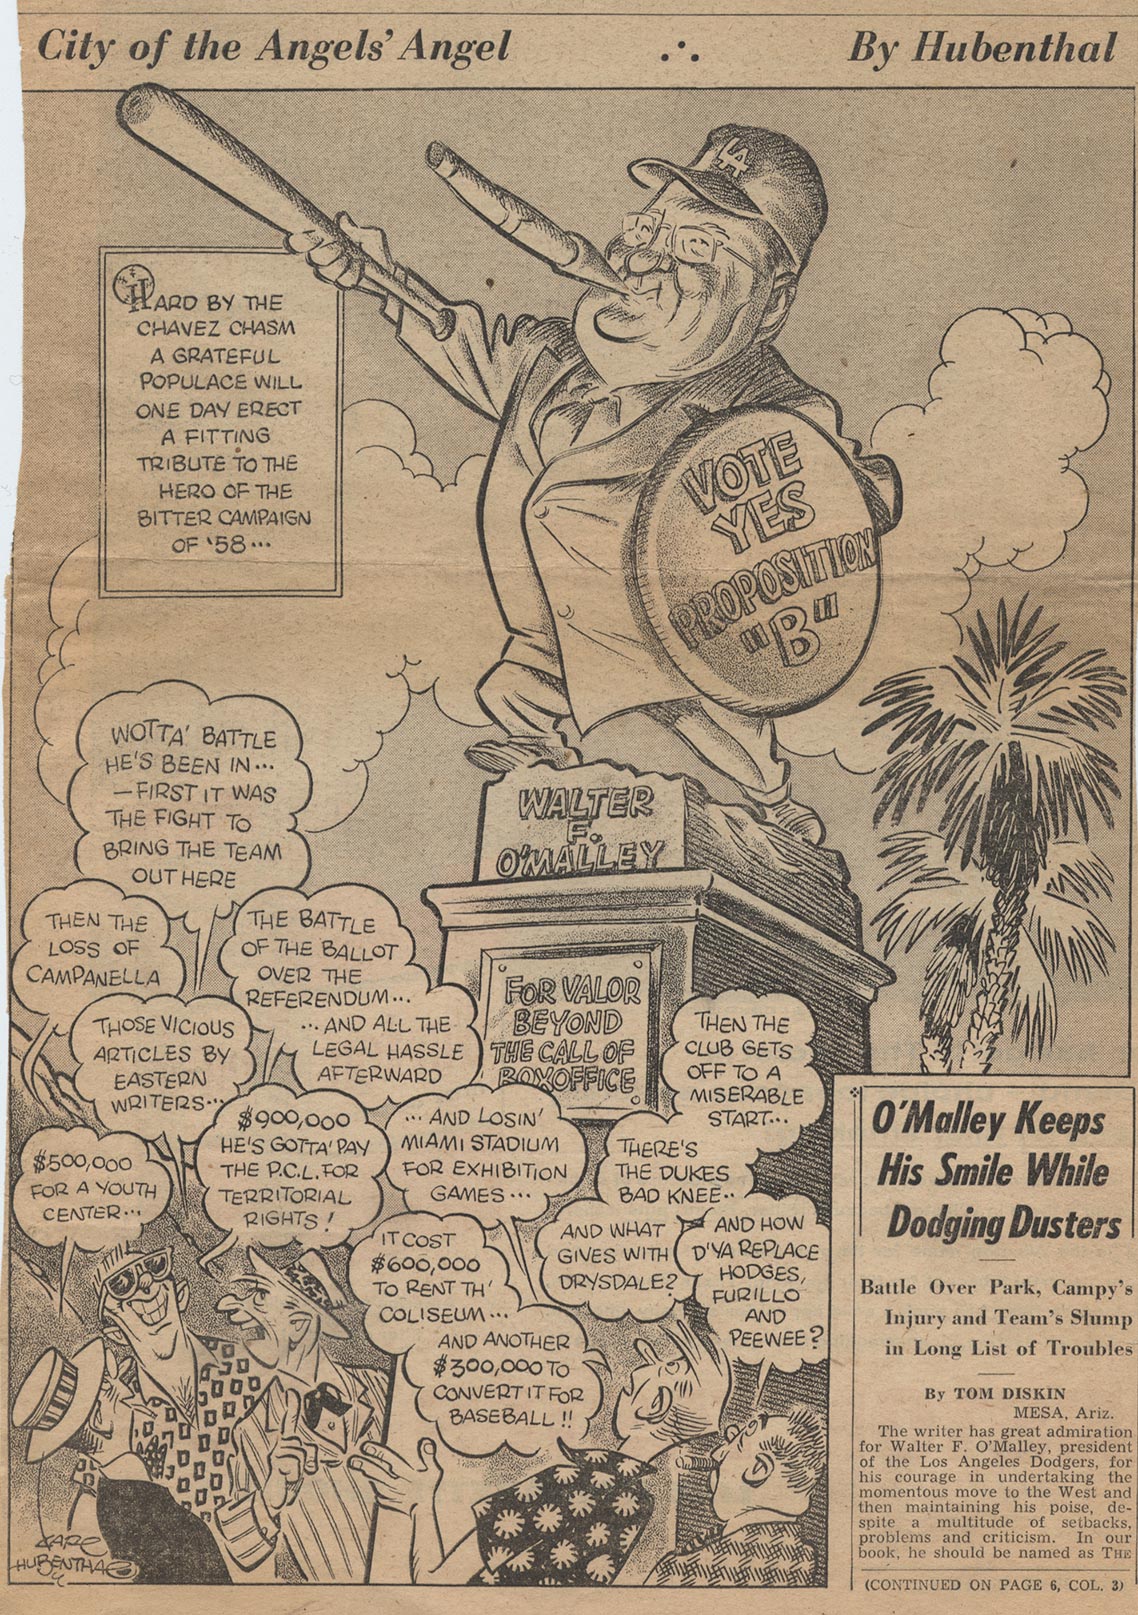 City of the Angels' Angel
By Hubenthal
LA
HARD BY THE
CHAVEZ CHASM
A GRATEFUL
POPULACE WILL
ONE DAY ERECT
A FITTING
TRIBUTE TO THE
HERO OF THE
BITTER CAMPAIGN
OF '58...
VOTE
YES
PROPOSITION
"B"
WOTTA' BATTLE
HE'S BEEN IN...
—FIRST IT WAS
THE FIGHT TO
BRING THE TEAM
OUT HERE
WALTER
F.
O'MALLEY
FOR VALOR
BEYOND
THE CALL OF
BOXOFFICE
THEN THE
LOSS OF
CAMPANELLA
THE BATTLE
OF THE BALLOT
OVER THE
REFERENDUM...
...AND ALL THE
LEGAL HASSLE
AFTERWARD
THOSE VICIOUS
ARTICLES BY
EASTERN
WRITERS...
$500,000
FOR A YOUTH
CENTER...
$900,000
HE'S GOTTA' PAY
THE P.C.L. FOR
TERRITORIAL
RIGHTS!
...AND LOSIN'
MIAMI STADIUM
FOR EXHIBITION
GAMES...
THEN THE
CLUB GETS
OFF TO A
MISERABLE
START...
THERE'S
THE DUKES
BAD KNEE..
IT COST
$600,000
TO RENT TH'
COLISEUM...
AND ANOTHER
$300,000 TO
CONVERT IT FOR
BASEBALL!!
AND WHAT
GIVES WITH
DRYSDALE?
AND HOW
D'YA REPLACE
HODGES,
FURILLO
AND
PEEWEE?
KARL
HUBENTHAL
O'Malley Keeps
His Smile While
Dodging Dusters
Battle Over Park, Campy's
Injury and Team's Slump
in Long List of Troubles
By TOM DISKIN
MESA, Ariz.
The writer has great admiration
for Walter F. O'Malley, president
of the Los Angeles Dodgers, for
his courage in undertaking the
momentous move to the West and
then maintaining his poise, de-
spite a multitude of setbacks,
problems and criticism. In our
book, he should be named as THE
(CONTINUED ON PAGE 6, COL. 3)